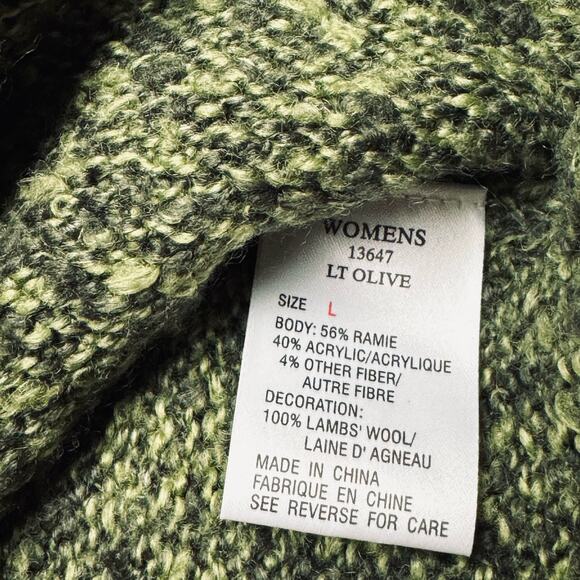 WOMENS
13647
LT OLIVE
SIZE L
BODY: 56% RAMIE
40% ACRYLIC/ACRYLIQUE
4% OTHER FIBER/
AUTRE FIBRE
DECORATION:
100% LAMBS' WOOL/
LAINE D' AGNEAU
MADE IN CHINA
FABRIQUE EN CHINE
SEE REVERSE FOR CARE